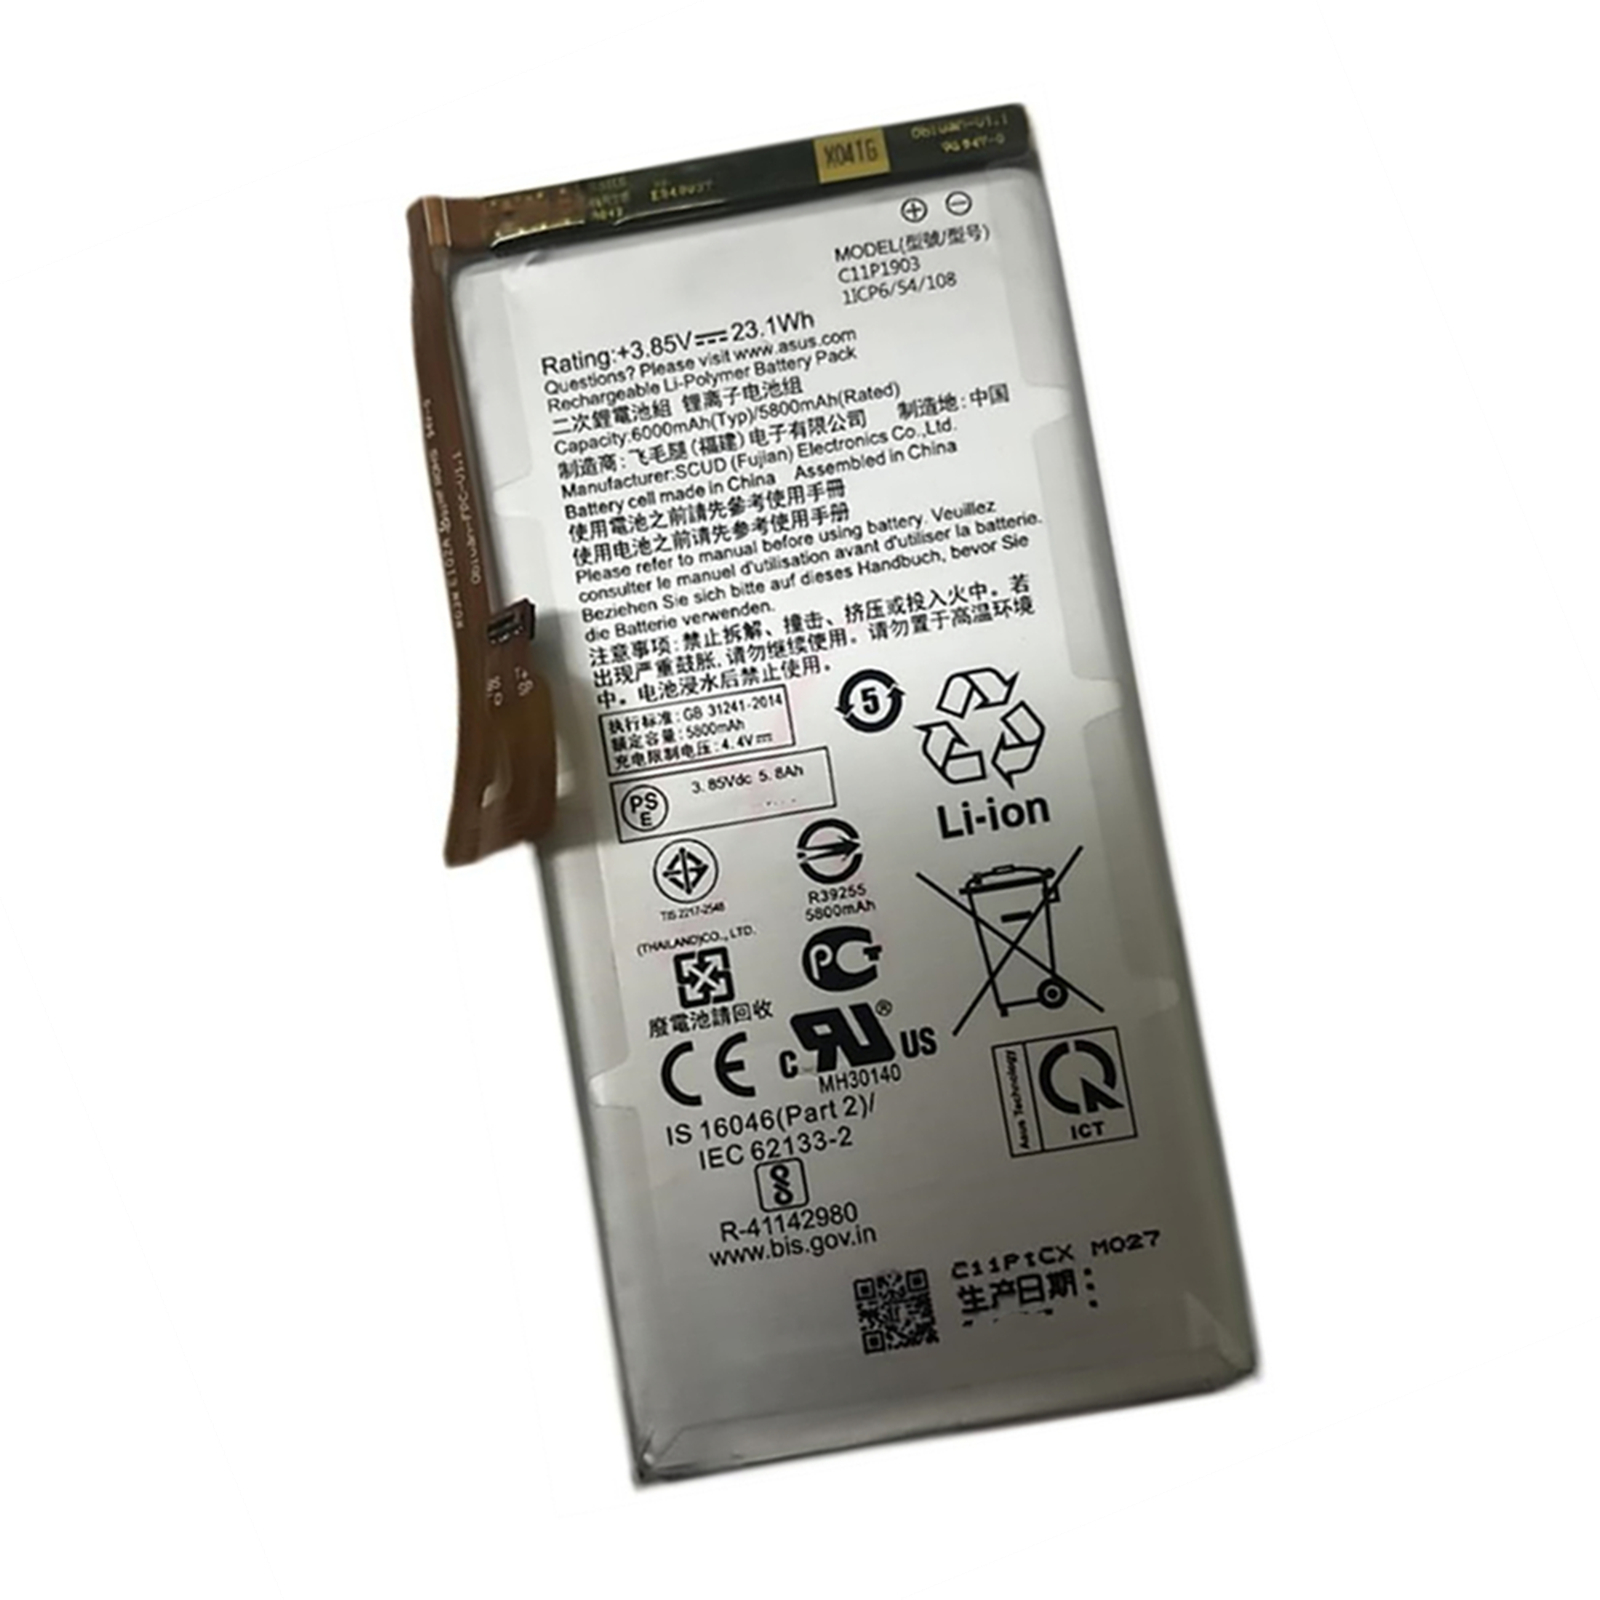 X04IG
MODEL(型號/型号)
C11P1903
1ICP6/54/108
Rating:+3.85V⎓23.1Wh
Questions? Please visit www.asus.com
Rechargeable Li-Polymer Battery Pack
二次鋰電池組 锂离子电池组
Capacity:6000mAh(Typ)/5800mAh(Rated)
制造商:飞毛腿(福建)电子有限公司 制造地:中国
Manufacturer:SCUD (Fujian) Electronics Co.,Ltd.
Battery cell made in China Assembled in China
使用電池之前請先參考使用手冊
使用电池之前请先参考使用手册
Please refer to manual before using battery. Veuillez
consulter le manuel d'utilisation avant d'utiliser la batterie.
Beziehen Sie sich bitte auf dieses Handbuch, bevor Sie
die Batterie verwenden.
注意事项:禁止拆解、撞击、挤压或投入火中。若
出现严重鼓胀,请勿继续使用。请勿置于高温环境
中。电池浸水后禁止使用。
执行标准:GB 31241-2014
额定容量:5800mAh
充电限制电压:4.4V⎓
5
PS
E
3.85Vdc 5.8Ah
Li-ion
TIS 2217-2548
R39255
5800mAh
(THAILAND)CO.,LTD.
廢電池請回收
CE
c RU ® US
MH30140
IS 16046(Part 2)/
IEC 62133-2
R-41142980
www.bis.gov.in
Asus Technology
ICT
C11P1CX M027
生产日期: